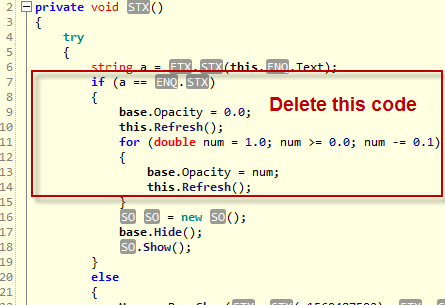 2 private void STX()
3 {
4 try
5 {
6 string a = ETX.STX(this.ENQ.Text);
7 if (a == ENQ.STX)
8 {
9 base.Opacity = 0.0;
10 this.Refresh();
11 for (double num = 1.0; num >= 0.0; num -= 0.1)
12 {
13 base.Opacity = num;
14 this.Refresh();
15 }
Delete this code
16 SO SO = new SO();
17 base.Hide();
18 SO.Show();
19 }
20 else
21 {